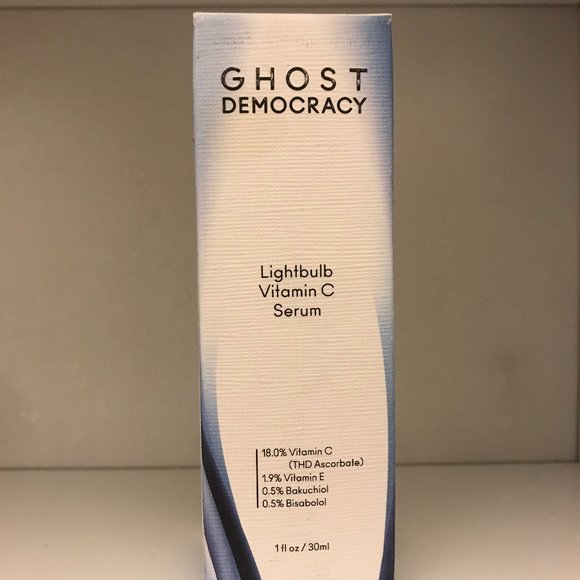 GHOST
DEMOCRACY
Lightbulb
Vitamin C
Serum
18.0% Vitamin C
(THD Ascorbate)
1.9% Vitamin E
0.5% Bakuchiol
0.5% Bisabolol
1 fl oz / 30ml